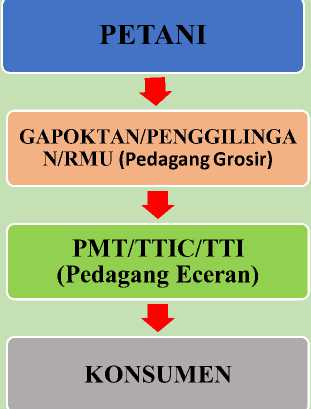 PETANI
GAPOKTAN/PENGGILINGA
N/RMU (Pedagang Grosir)
PMT/TTIC/TTI
(Pedagang Eceran)
KONSUMEN